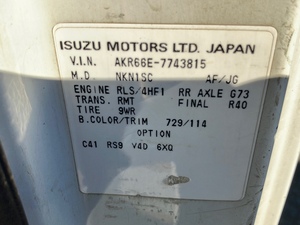 ISUZU MOTORS LTD. JAPAN
V.I.N. AKR66E-7743815
M.D NKN1SC AF/JG
ENGINE RLS/4HF1 RR AXLE G73
TRANS. RMT FINAL R40
TIRE 9WR
B.COLOR/TRIM 729/114
OPTION
C41 RS9 V4D 6XQ